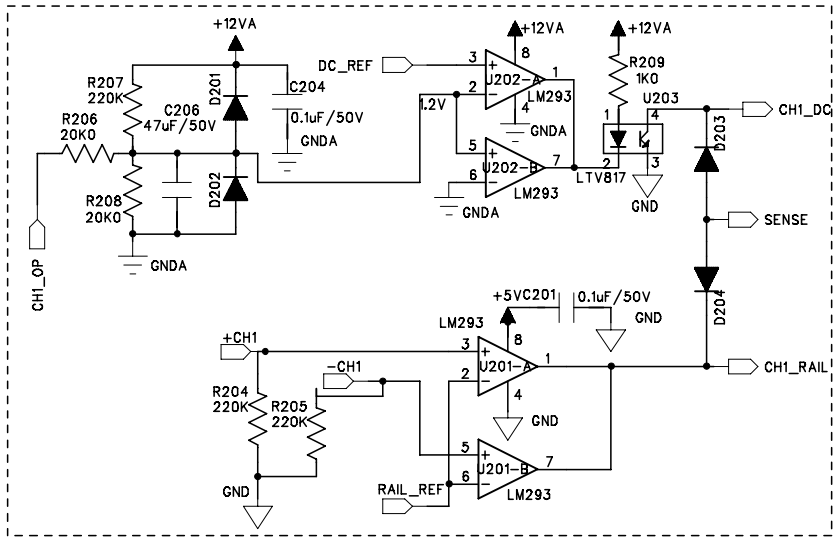 +12VA
+12VA
+12VA
DC_REF
3
8
1
R209
1K0
R207
220K
D201
C204
U202-A
2
LM293
U203
C206
47uF/50V
0.1uF/50V
1.2V
4
1
4
CH1_DC
R206
20K0
GNDA
GNDA
D203
5
7
U202-B
6
2
3
LTV817
R208
20K0
D202
LM293
GND
GNDA
SENSE
GNDA
CH1_OP
+5V
C201
0.1uF/50V
D204
LM293
GND
+CH1
8
3
1
-CH1
U201-A
CH1_RAIL
2
R204
220K
R205
220K
4
GND
5
7
U201-B
GND
RAIL_REF
6
LM293